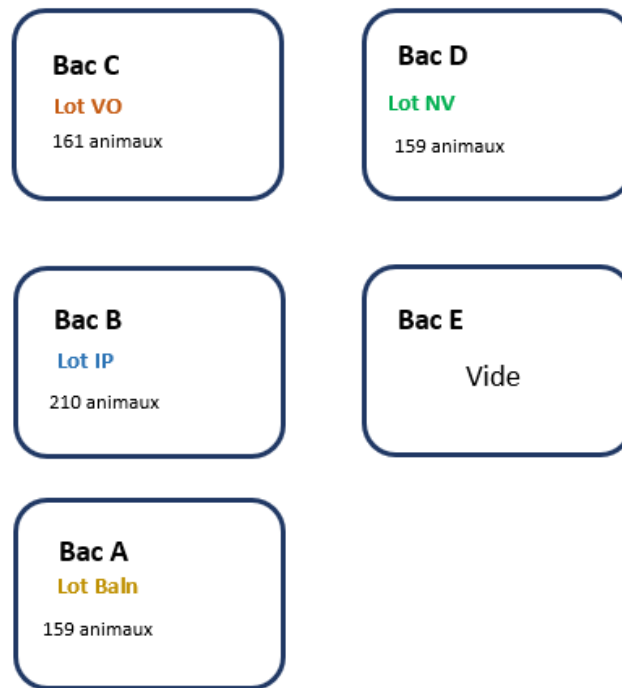 Bac C
Lot VO
161 animaux
Bac D
Lot NV
159 animaux
Bac B
Lot IP
210 animaux
Bac E
Vide
Bac A
Lot Baln
159 animaux